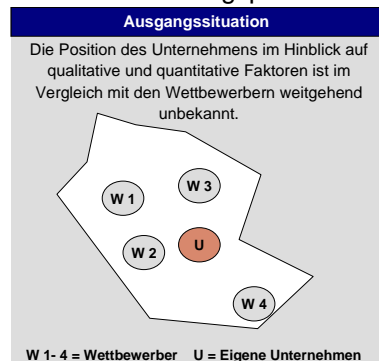 Ausgangssituation
Die Position des Unternehmens im Hinblick auf
qualitative und quantitative Faktoren ist im
Vergleich mit den Wettbewerbern weitgehend
unbekannt.
W 3
W 1
U
W 2
W 4
W 1- 4 = Wettbewerber U = Eigene Unternehmen